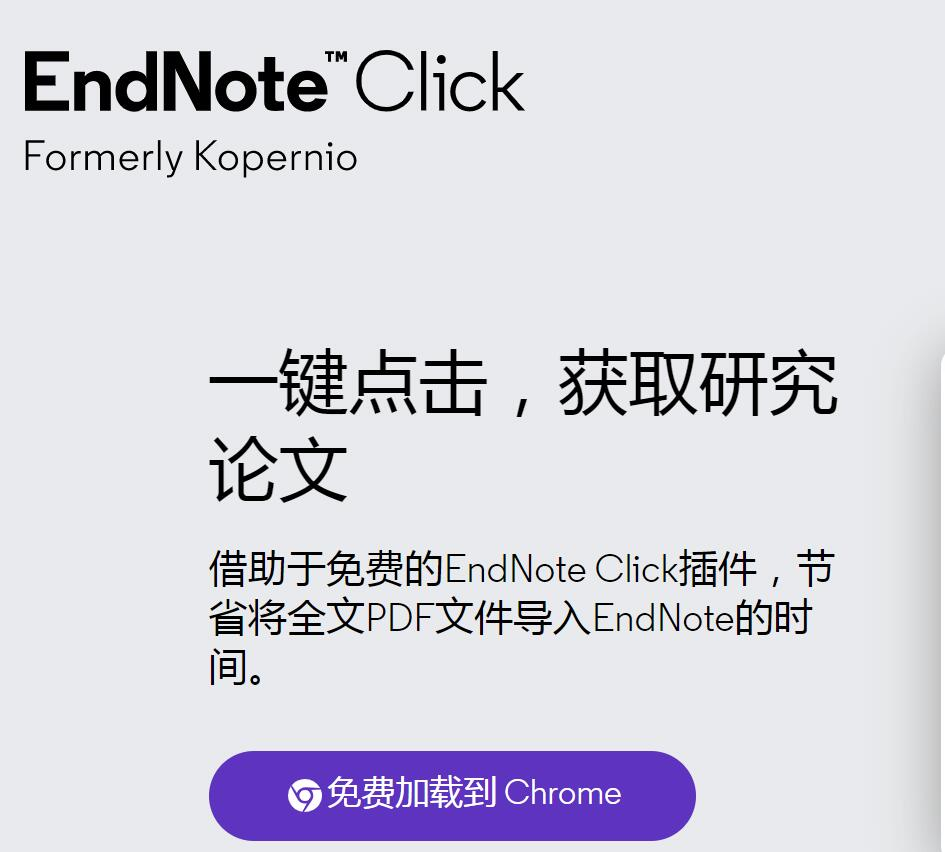 EndNote™ Click
Formerly Kopernio
一键点击，获取研究
论文
借助于免费的EndNote Click插件，节
省将全文PDF文件导入EndNote的时
间。
免费加载到 Chrome